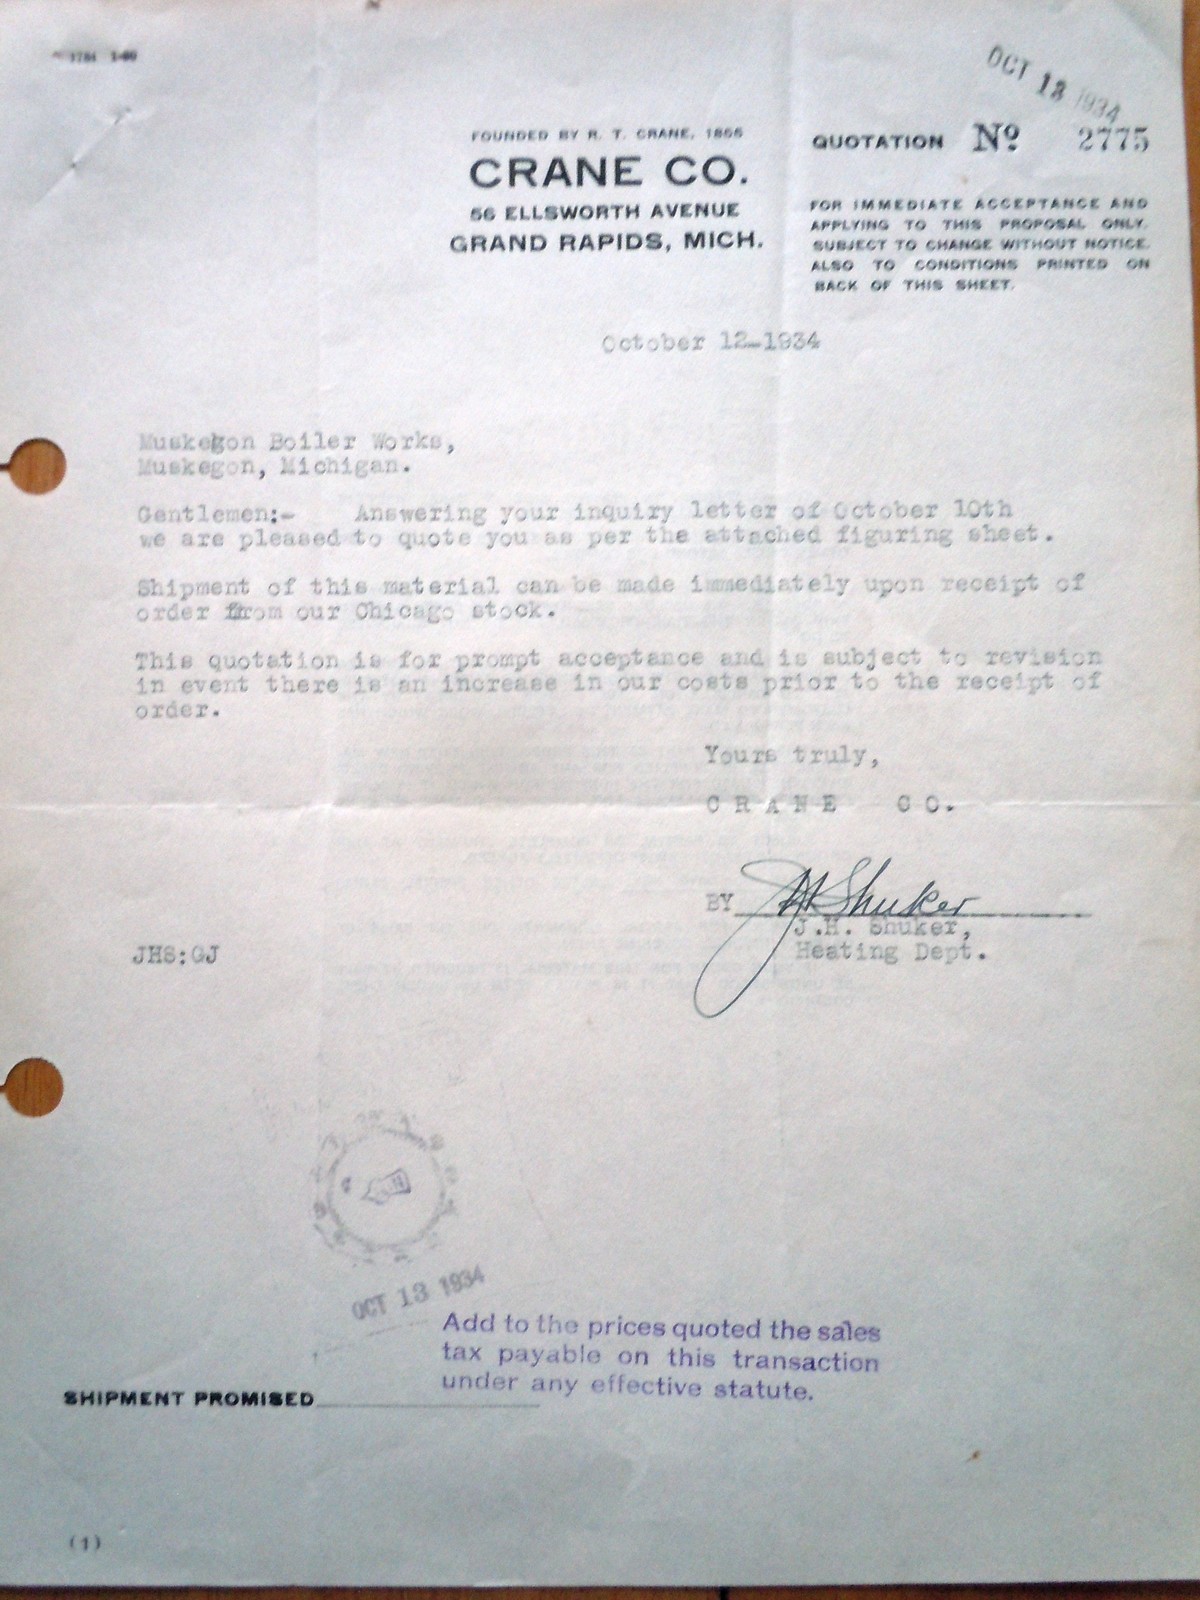 OCT 13 1934
FOUNDED BY R. T. CRANE, 1855
CRANE CO.
56 ELLSWORTH AVENUE
GRAND RAPIDS, MICH.
QUOTATION Nº 2775
FOR IMMEDIATE ACCEPTANCE AND
APPLYING TO THIS PROPOSAL ONLY.
SUBJECT TO CHANGE WITHOUT NOTICE.
ALSO TO CONDITIONS PRINTED ON
BACK OF THIS SHEET.
October 12-1934
Muskegon Boiler Works,
Muskegon, Michigan.
Gentlemen:- Answering your inquiry letter of October 10th
we are pleased to quote you as per the attached figuring sheet.
Shipment of this material can be made immediately upon receipt of
order from our Chicago stock.
This quotation is for prompt acceptance and is subject to revision
in event there is an increase in our costs prior to the receipt of
order.
Yours truly,
C R A N E   C O.
BY JH Shuker
J.H. Shuker,
Heating Dept.
JHS:GJ
OCT 13 1934
Add to the prices quoted the sales
tax payable on this transaction
under any effective statute.
SHIPMENT PROMISED
(1)